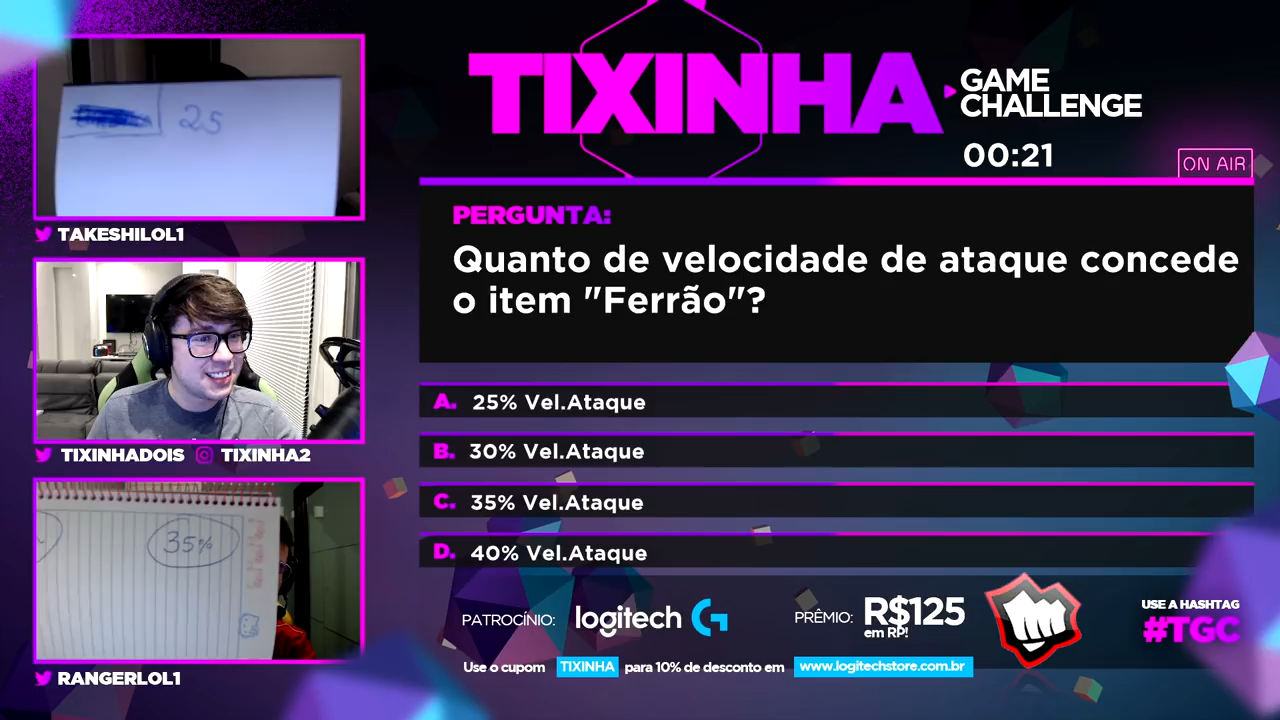 TIXINHA
GAME
CHALLENGE
00:21
ON AIR
25
TAKESHILOL1
TIXINHADOIS TIXINHA2
35%
RANGERLOL1
PERGUNTA:
Quanto de velocidade de ataque concede
o item "Ferrão"?
A. 25% Vel.Ataque
B. 30% Vel.Ataque
C. 35% Vel.Ataque
D. 40% Vel.Ataque
PATROCÍNIO: logitech G
PRÊMIO: R$125
em RP!
USE A HASHTAG
#TGC
Use o cupom TIXINHA para 10% de desconto em www.logitechstore.com.br